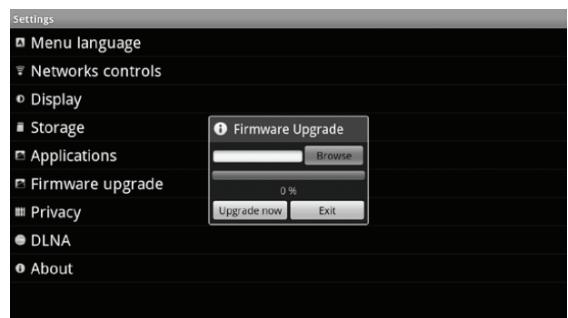 Settings
Menu language
Networks controls
Display
Storage
Applications
Firmware upgrade
Privacy
DLNA
About
Firmware Upgrade
Browse
0 %
Upgrade now Exit